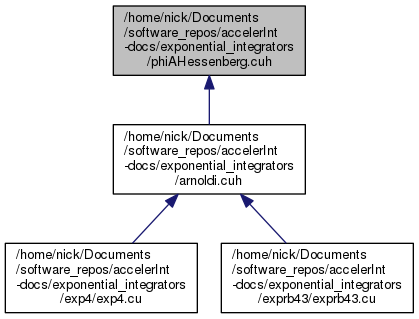 /home/nick/Documents
/software_repos/accelerInt
-docs/exponential_integrators
/phiAHessenberg.cuh
/home/nick/Documents
/software_repos/accelerInt
-docs/exponential_integrators
/arnoldi.cuh
/home/nick/Documents
/software_repos/accelerInt
-docs/exponential_integrators
/exp4/exp4.cu
/home/nick/Documents
/software_repos/accelerInt
-docs/exponential_integrators
/exprb43/exprb43.cu